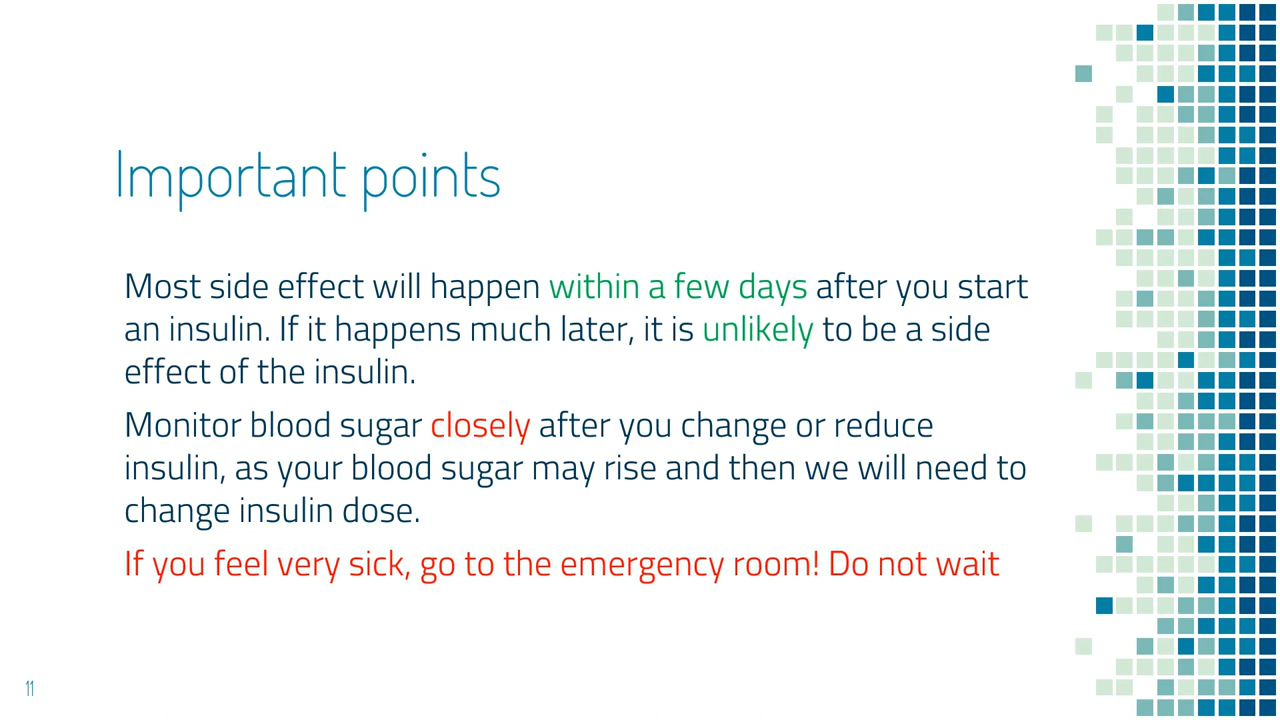 Important points
Most side effect will happen within a few days after you start
an insulin. If it happens much later, it is unlikely to be a side
effect of the insulin.
Monitor blood sugar closely after you change or reduce
insulin, as your blood sugar may rise and then we will need to
change insulin dose.
If you feel very sick, go to the emergency room! Do not wait
11